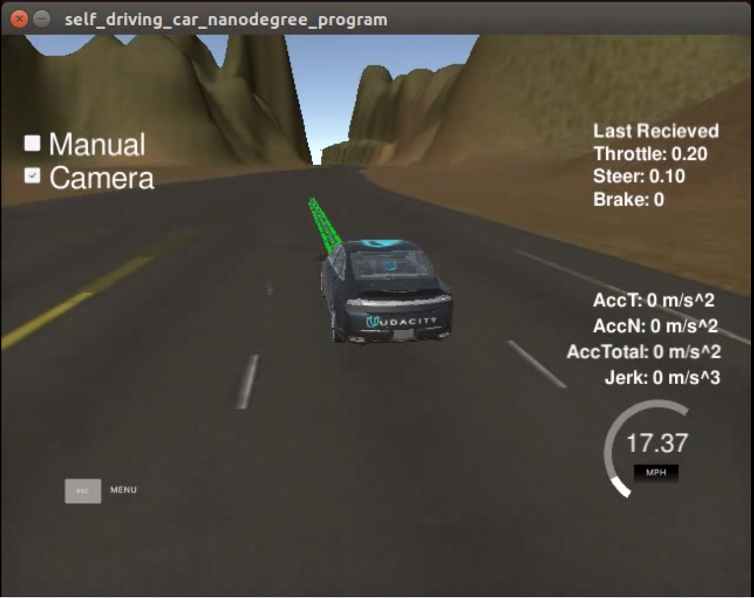 self_driving_car_nanodegree_program
Manual
Camera
Last Recieved
Throttle: 0.20
Steer: 0.10
Brake: 0
AccT: 0 m/s^2
AccN: 0 m/s^2
AccTotal: 0 m/s^2
Jerk: 0 m/s^3
UDACITY
17.37
MPH
ESC
MENU